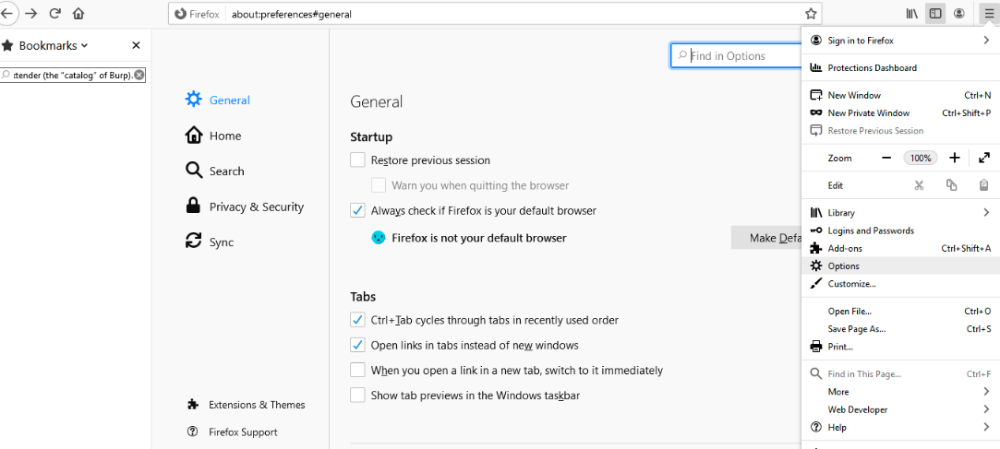 Firefox about:preferences#general
Bookmarks
tender (the "catalog" of Burp).
Find in Options
General
Home
Search
Privacy & Security
Sync
Extensions & Themes
Firefox Support
General
Startup
Restore previous session
Warn you when quitting the browser
Always check if Firefox is your default browser
Firefox is not your default browser
Make Defa
Tabs
Ctrl+Tab cycles through tabs in recently used order
Open links in tabs instead of new windows
When you open a link in a new tab, switch to it immediately
Show tab previews in the Windows taskbar
Sign in to Firefox
Protections Dashboard
New Window Ctrl+N
New Private Window Ctrl+Shift+P
Restore Previous Session
Zoom 100%
Edit
Library
Logins and Passwords
Add-ons Ctrl+Shift+A
Options
Customize...
Open File... Ctrl+O
Save Page As... Ctrl+S
Print...
Find in This Page... Ctrl+F
More
Web Developer
Help